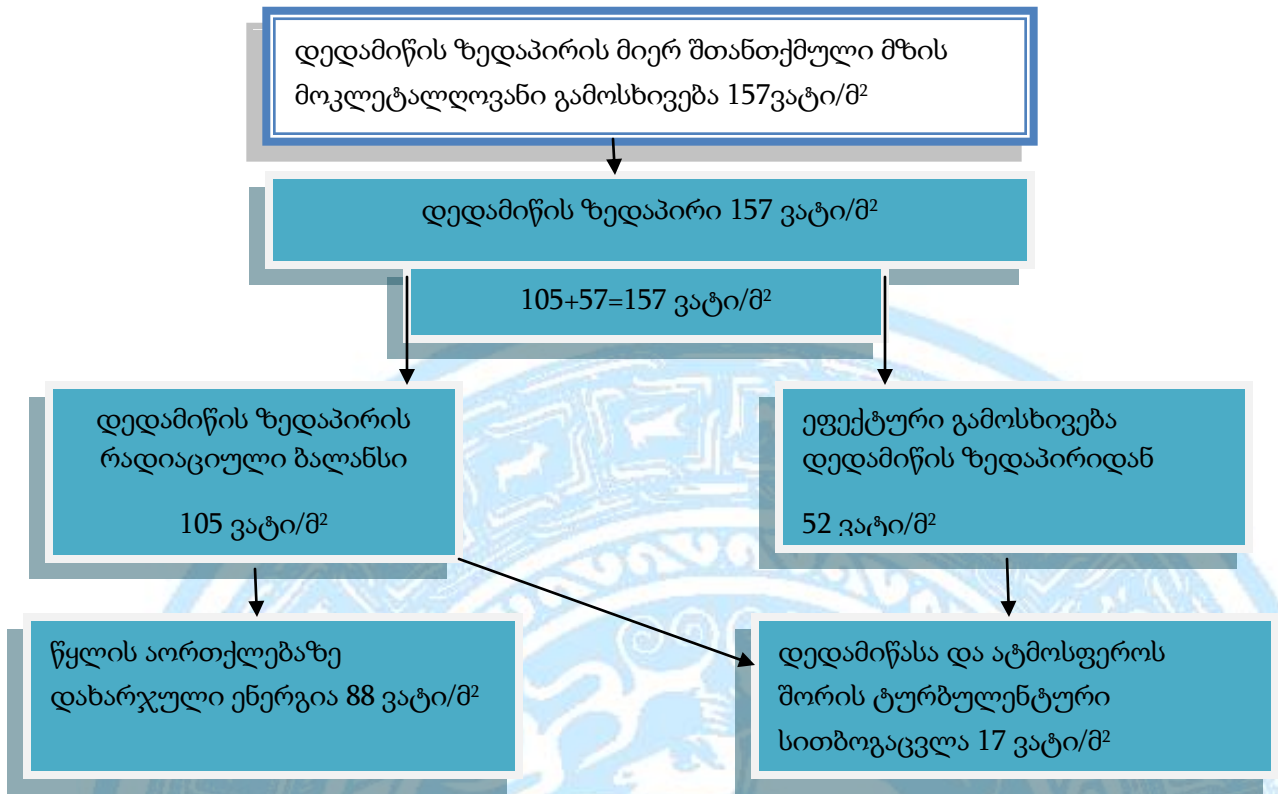 დედამიწის ზედაპირის მიერ შთანთქმული მზის
მოკლეტალღოვანი გამოსხივება 157ვატი/მ²
დედამიწის ზედაპირი 157 ვატი/მ²
105+57=157 ვატი/მ²
დედამიწის ზედაპირის
რადიაციული ბალანსი
105 ვატი/მ²
ეფექტური გამოსხივება
დედამიწის ზედაპირიდან
52 ვატი/მ²
წყლის აორთქლებაზე
დახარჯული ენერგია 88 ვატი/მ²
დედამიწასა და ატმოსფეროს
შორის ტურბულენტური
სითბოგაცვლა 17 ვატი/მ²